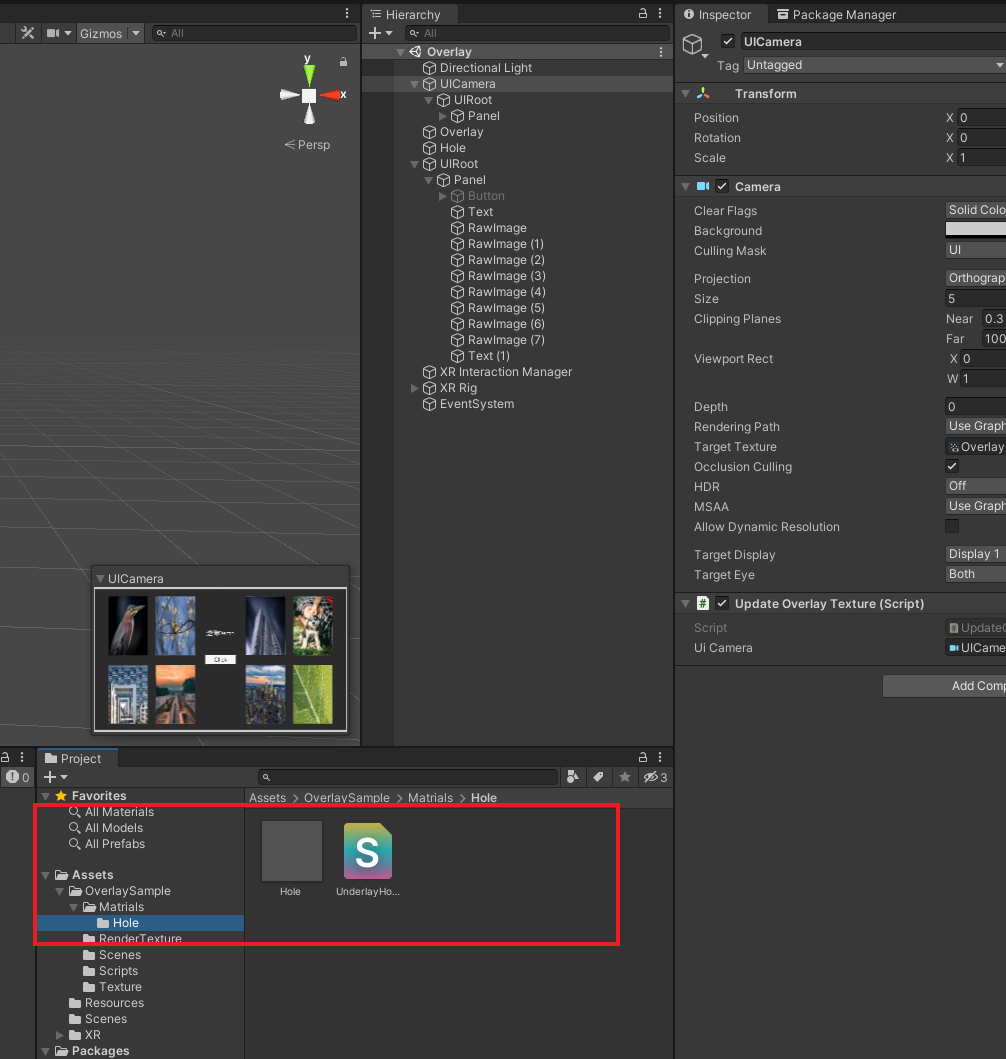 Gizmos
All
y
x
Persp
UICamera
Click
Hierarchy
All
Overlay
Directional Light
UICamera
UIRoot
Panel
Overlay
Hole
UIRoot
Panel
Button
Text
RawImage
RawImage (1)
RawImage (2)
RawImage (3)
RawImage (4)
RawImage (5)
RawImage (6)
RawImage (7)
Text (1)
XR Interaction Manager
XR Rig
EventSystem
Inspector
Package Manager
UICamera
Tag Untagged
Transform
Position X 0
Rotation X 0
Scale X 1
Camera
Clear Flags Solid Colo
Background
Culling Mask UI
Projection Orthograp
Size 5
Clipping Planes Near 0.3
Far 100
Viewport Rect X 0
W 1
Depth 0
Rendering Path Use Graph
Target Texture Overlay
Occlusion Culling
HDR Off
MSAA Use Graph
Allow Dynamic Resolution
Target Display Display 1
Target Eye Both
# Update Overlay Texture (Script)
Script UpdateO
Ui Camera UICame
Add Comp
0
Project
3
Favorites
All Materials
All Models
All Prefabs
Assets
OverlaySample
Matrials
Hole
RenderTexture
Scenes
Scripts
Texture
Resources
Scenes
XR
Packages
Assets > OverlaySample > Matrials > Hole
S
Hole
UnderlayHo...